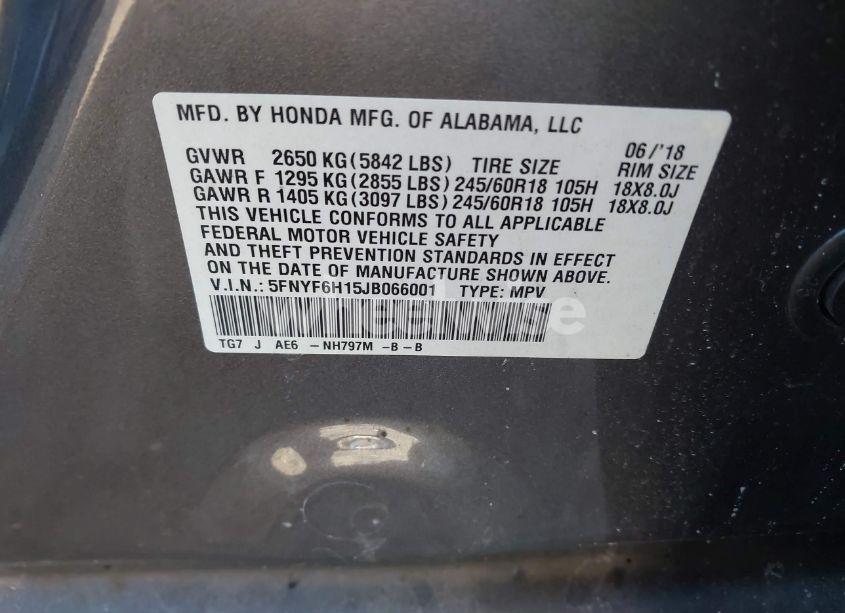 MFD. BY HONDA MFG. OF ALABAMA, LLC
06/'18
GVWR 2650 KG(5842 LBS) TIRE SIZE RIM SIZE
GAWR F 1295 KG(2855 LBS) 245/60R18 105H 18X8.0J
GAWR R 1405 KG(3097 LBS) 245/60R18 105H 18X8.0J
THIS VEHICLE CONFORMS TO ALL APPLICABLE
FEDERAL MOTOR VEHICLE SAFETY
AND THEFT PREVENTION STANDARDS IN EFFECT
ON THE DATE OF MANUFACTURE SHOWN ABOVE.
V.I.N.: 5FNYF6H15JB066001 TYPE: MPV
TG7 J AE6 -NH797M -B-B